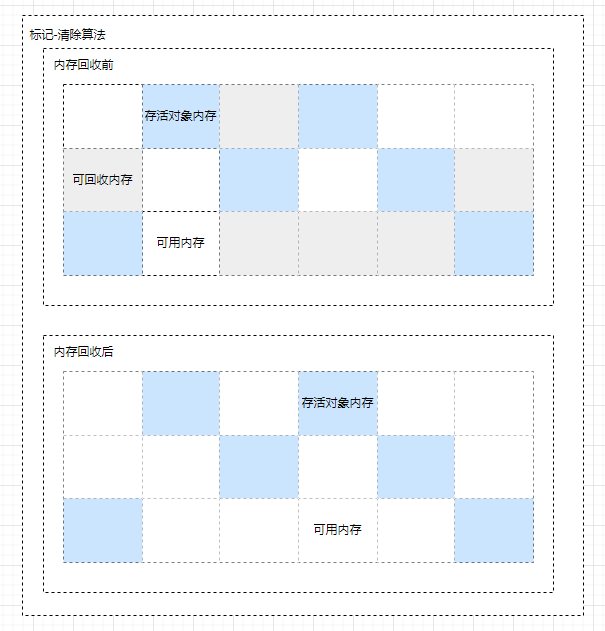 标记-清除算法
内存回收前
存活对象内存
可回收内存
可用内存
内存回收后
存活对象内存
可用内存